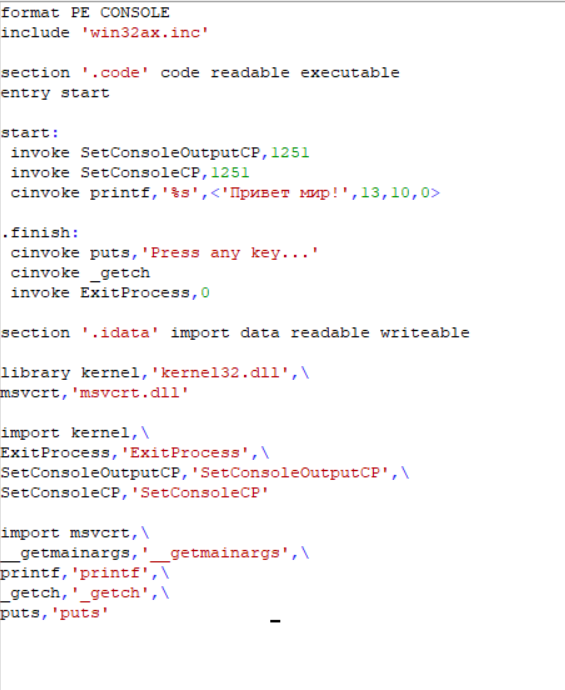 format PE CONSOLE
include 'win32ax.inc'
section '.code' code readable executable
entry start
start:
invoke SetConsoleOutputCP,1251
invoke SetConsoleCP,1251
cinvoke printf,'%s',<'Привет мир!',13,10,0>
.finish:
cinvoke puts,'Press any key...'
cinvoke _getch
invoke ExitProcess,0
section '.idata' import data readable writeable
library kernel,'kernel32.dll',\
msvcrt,'msvcrt.dll'
import kernel,\
ExitProcess,'ExitProcess',\
SetConsoleOutputCP,'SetConsoleOutputCP',\
SetConsoleCP,'SetConsoleCP'
import msvcrt,\
__getmainargs,'__getmainargs',\
printf,'printf',\
_getch,'_getch',\
puts,'puts'